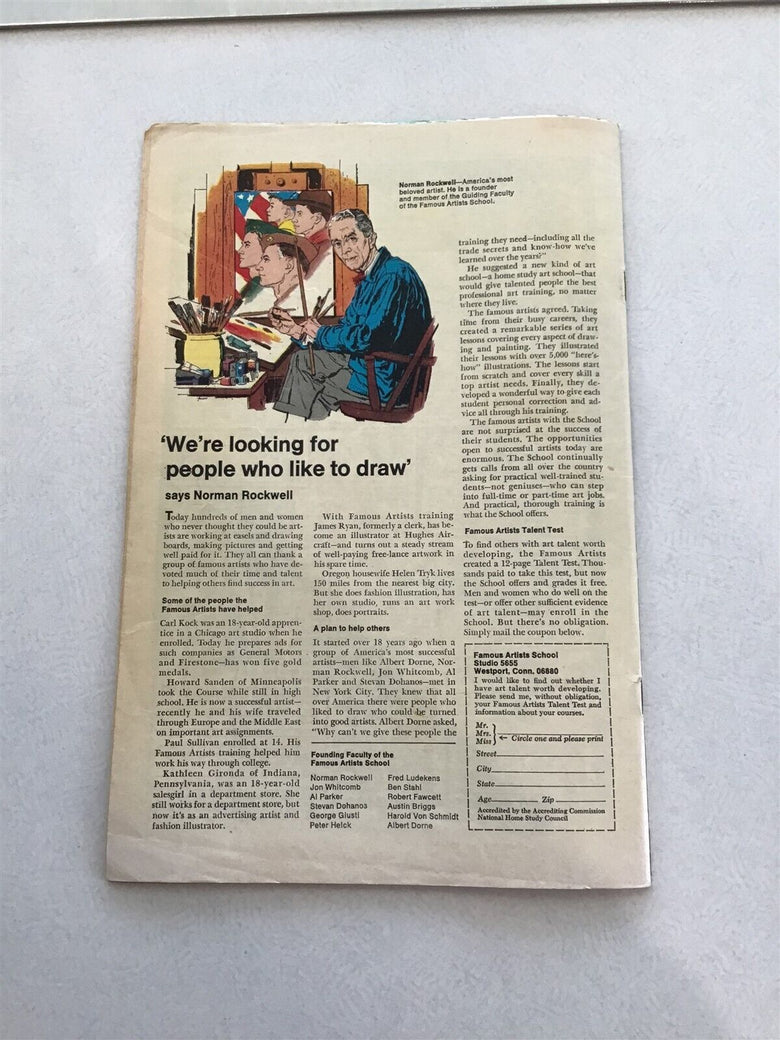 Norman Rockwell—America's most
beloved artist. He is a founder
and member of the Guiding Faculty
of the Famous Artists School.
'We're looking for
people who like to draw'
says Norman Rockwell
Today hundreds of men and women
who never thought they could be art-
ists are working at easels and drawing
boards, making pictures and getting
well paid for it. They all can thank a
group of famous artists who have de-
voted much of their time and talent
to helping others find success in art.
Some of the people the
Famous Artists have helped
Carl Kock was an 18-year-old appren-
tice in a Chicago art studio when he
enrolled. Today he prepares ads for
such companies as General Motors
and Firestone—has won five gold
medals.
Howard Sanden of Minneapolis
took the Course while still in high
school. He is now a successful artist—
recently he and his wife traveled
through Europe and the Middle East
on important art assignments.
Paul Sullivan enrolled at 14. His
Famous Artists training helped him
work his way through college.
Kathleen Gironda of Indiana,
Pennsylvania, was an 18-year-old
salesgirl in a department store. She
still works for a department store, but
now it's as an advertising artist and
fashion illustrator.
With Famous Artists training
James Ryan, formerly a clerk, has be-
come an illustrator at Hughes Air-
craft—and turns out a steady stream
of well-paying free-lance artwork in
his spare time.
Oregon housewife Helen Tryk lives
150 miles from the nearest big city.
But she does fashion illustration, has
her own studio, runs an art work
shop, does portraits.
A plan to help others
It started over 18 years ago when a
group of America's most successful
artists—men like Albert Dorne, Nor-
man Rockwell, Jon Whitcomb, Al
Parker and Stevan Dohanos—met in
New York City. They knew that all
over America there were people who
liked to draw who could be turned
into good artists. Albert Dorne asked,
"Why can't we give these people the
training they need—including all the
trade secrets and know-how we've
learned over the years?"
He suggested a new kind of art
school—a home study art school—that
would give talented people the best
professional art training, no matter
where they live.
The famous artists agreed. Taking
time from their busy careers, they
created a remarkable series of art
lessons covering every aspect of draw-
ing and painting. They illustrated
their lessons with over 5,000 "here's-
how" illustrations. The lessons start
from scratch and cover every skill a
top artist needs. Finally, they de-
veloped a wonderful way to give each
student personal correction and ad-
vice all through his training.
The famous artists with the School
are not surprised at the success of
their students. The opportunities
open to successful artists today are
enormous. The School continually
gets calls from all over the country
asking for practical well-trained stu-
dents—not geniuses—who can step
into full-time or part-time art jobs.
And practical, thorough training is
what the School offers.
Famous Artists Talent Test
To find others with art talent worth
developing, the Famous Artists
created a 12-page Talent Test. Thou-
sands paid to take this test, but now
the School offers and grades it free.
Men and women who do well on the
test—or offer other sufficient evidence
of art talent—may enroll in the
School. But there's no obligation.
Simply mail the coupon below.
Founding Faculty of the
Famous Artists School
Norman Rockwell
Jon Whitcomb
Al Parker
Stevan Dohanos
George Giusti
Peter Helck
Fred Ludekens
Ben Stahl
Robert Fawcett
Austin Briggs
Harold Von Schmidt
Albert Dorne
Famous Artists School
Studio 5655
Westport, Conn. 06880
I would like to find out whether I
have art talent worth developing.
Please send me, without obligation,
your Famous Artists Talent Test and
information about your courses.
Mr.
Mrs.
Miss
← Circle one and please print
Street
City
State
Age Zip
Accredited by the Accrediting Commission
National Home Study Council